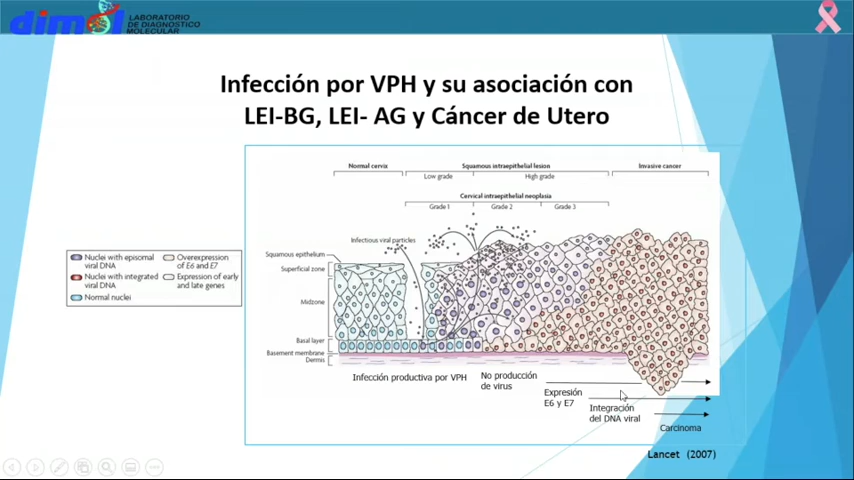 dimol LABORATORIO
DE DIAGNOSTICO
MOLECULAR
Infección por VPH y su asociación con
LEI-BG, LEI- AG y Cáncer de Utero
Normal cervix
Squamous intraepithelial lesion
Invasive cancer
Low grade
High grade
Cervical intraepithelial neoplasia
Grade 1
Grade 2
Grade 3
Infectious viral particles
Squamous epithelium
Superficial zone
Midzone
Basal layer
Basement membrane
Dermis
Nuclei with episomal
viral DNA
Nuclei with integrated
viral DNA
Normal nuclei
Overexpression
of E6 and E7
Expression of early
and late genes
Infección productiva por VPH
No producción
de virus
Expresión
E6 y E7
Integración
del DNA viral
Carcinoma
Lancet (2007)